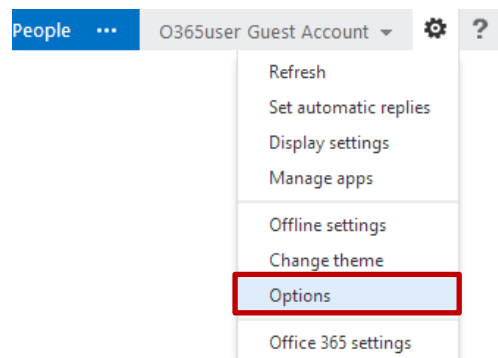 People ••• O365user Guest Account ?
Refresh
Set automatic replies
Display settings
Manage apps
Offline settings
Change theme
Options
Office 365 settings